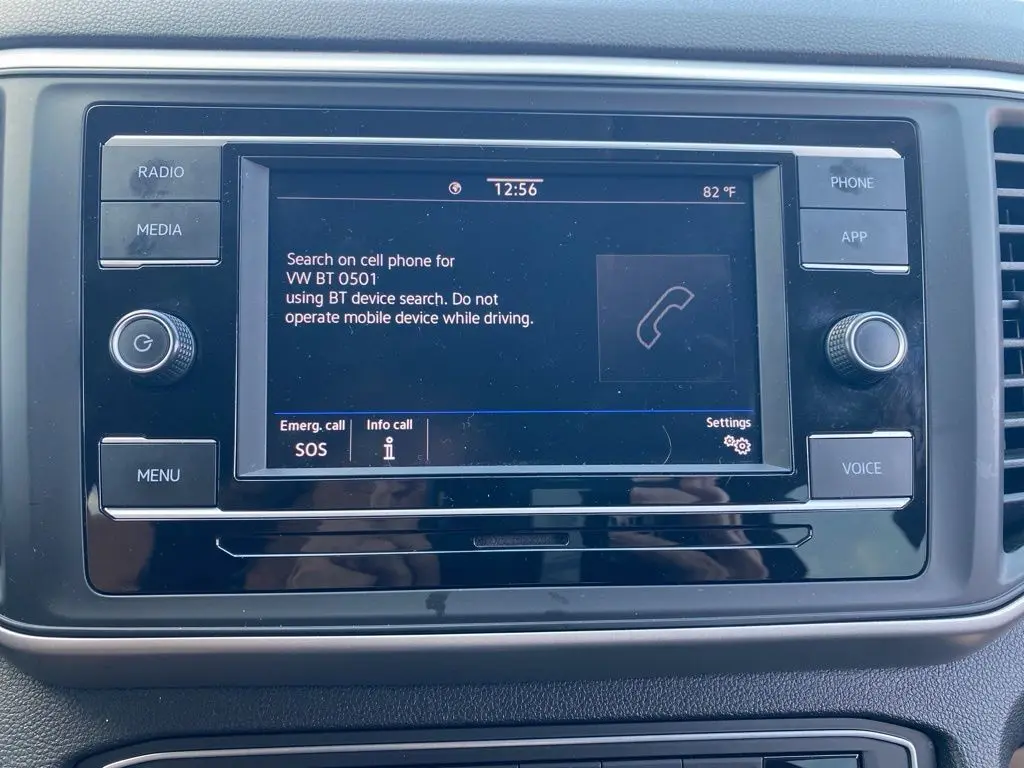 RADIO
MEDIA
MENU
12:56
82 °F
Search on cell phone for
VW BT 0501
using BT device search. Do not
operate mobile device while driving.
Emerg. call
SOS
Info call
i
Settings
PHONE
APP
VOICE